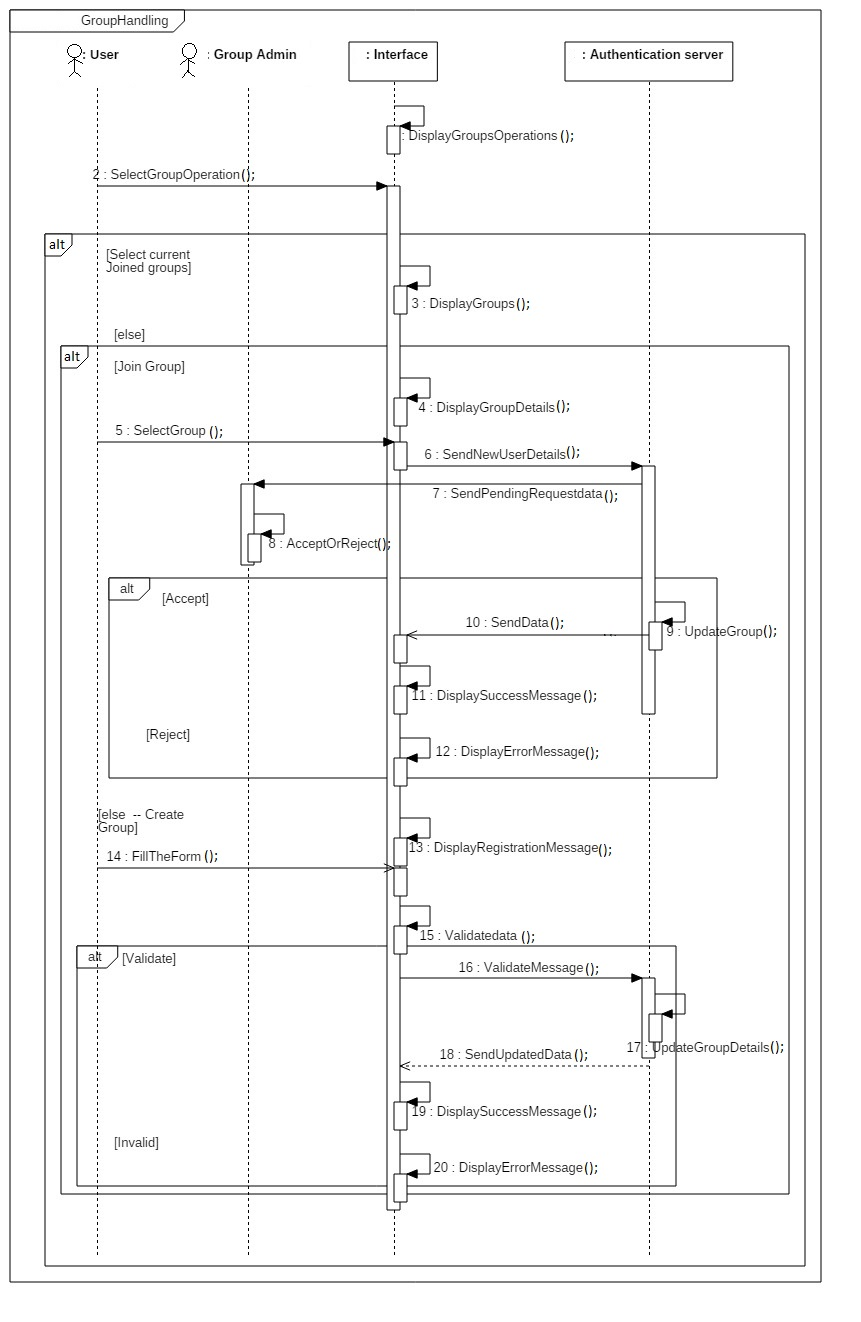 GroupHandling
: User
: Group Admin
: Interface
: Authentication server
: DisplayGroupsOperations ();
2 : SelectGroupOperation();
alt
[Select current
Joined groups]
3 : DisplayGroups();
[else]
alt
[Join Group]
4 : DisplayGroupDetails();
5 : SelectGroup ();
6 : SendNewUserDetails();
7 : SendPendingRequestdata();
8 : AcceptOrReject();
alt
[Accept]
10 : SendData();
9 : UpdateGroup();
11 : DisplaySuccessMessage();
[Reject]
12 : DisplayErrorMessage();
[else -- Create
Group]
13 : DisplayRegistrationMessage();
14 : FillTheForm ();
15 : Validatedata ();
alt
[Validate]
16 : ValidateMessage();
17 : UpdateGroupDetails();
18 : SendUpdatedData();
19 : DisplaySuccessMessage();
[Invalid]
20 : DisplayErrorMessage();